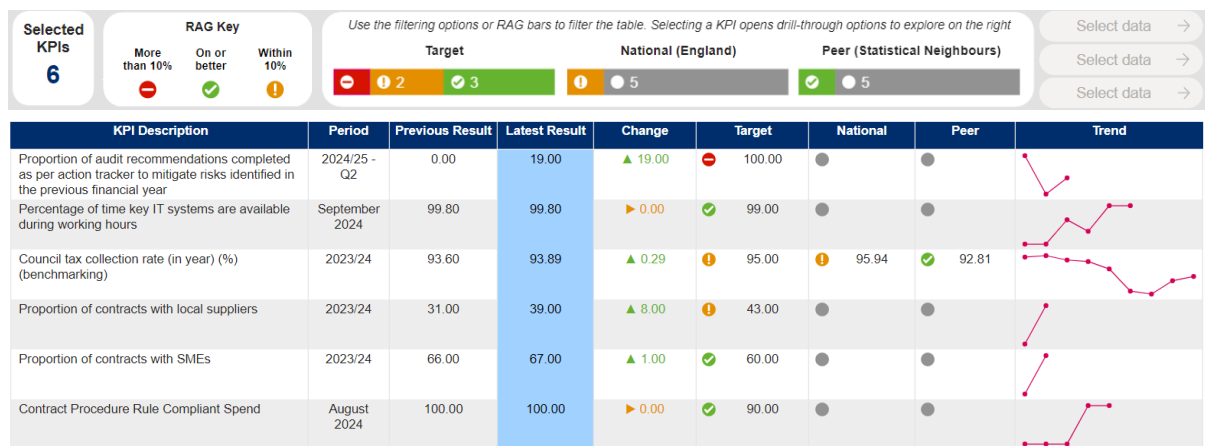 Selected KPIs
6
RAG Key
More than 10%
On or better
Within 10%
Use the filtering options or RAG bars to filter the table. Selecting a KPI opens drill-through options to explore on the right
Target
National (England)
Peer (Statistical Neighbours)
2
3
5
5
Select data
Select data
Select data
KPI Description Period Previous Result Latest Result Change Target National Peer Trend
Proportion of audit recommendations completed 2024/25 - 0.00 19.00 ▲ 19.00 100.00
as per action tracker to mitigate risks identified in Q2
the previous financial year
Percentage of time key IT systems are available September 99.80 99.80 ▶ 0.00 99.00
during working hours 2024
Council tax collection rate (in year) (%) 2023/24 93.60 93.89 ▲ 0.29 95.00 95.94 92.81
(benchmarking)
Proportion of contracts with local suppliers 2023/24 31.00 39.00 ▲ 8.00 43.00
Proportion of contracts with SMEs 2023/24 66.00 67.00 ▲ 1.00 60.00
Contract Procedure Rule Compliant Spend August 100.00 100.00 ▶ 0.00 90.00
2024